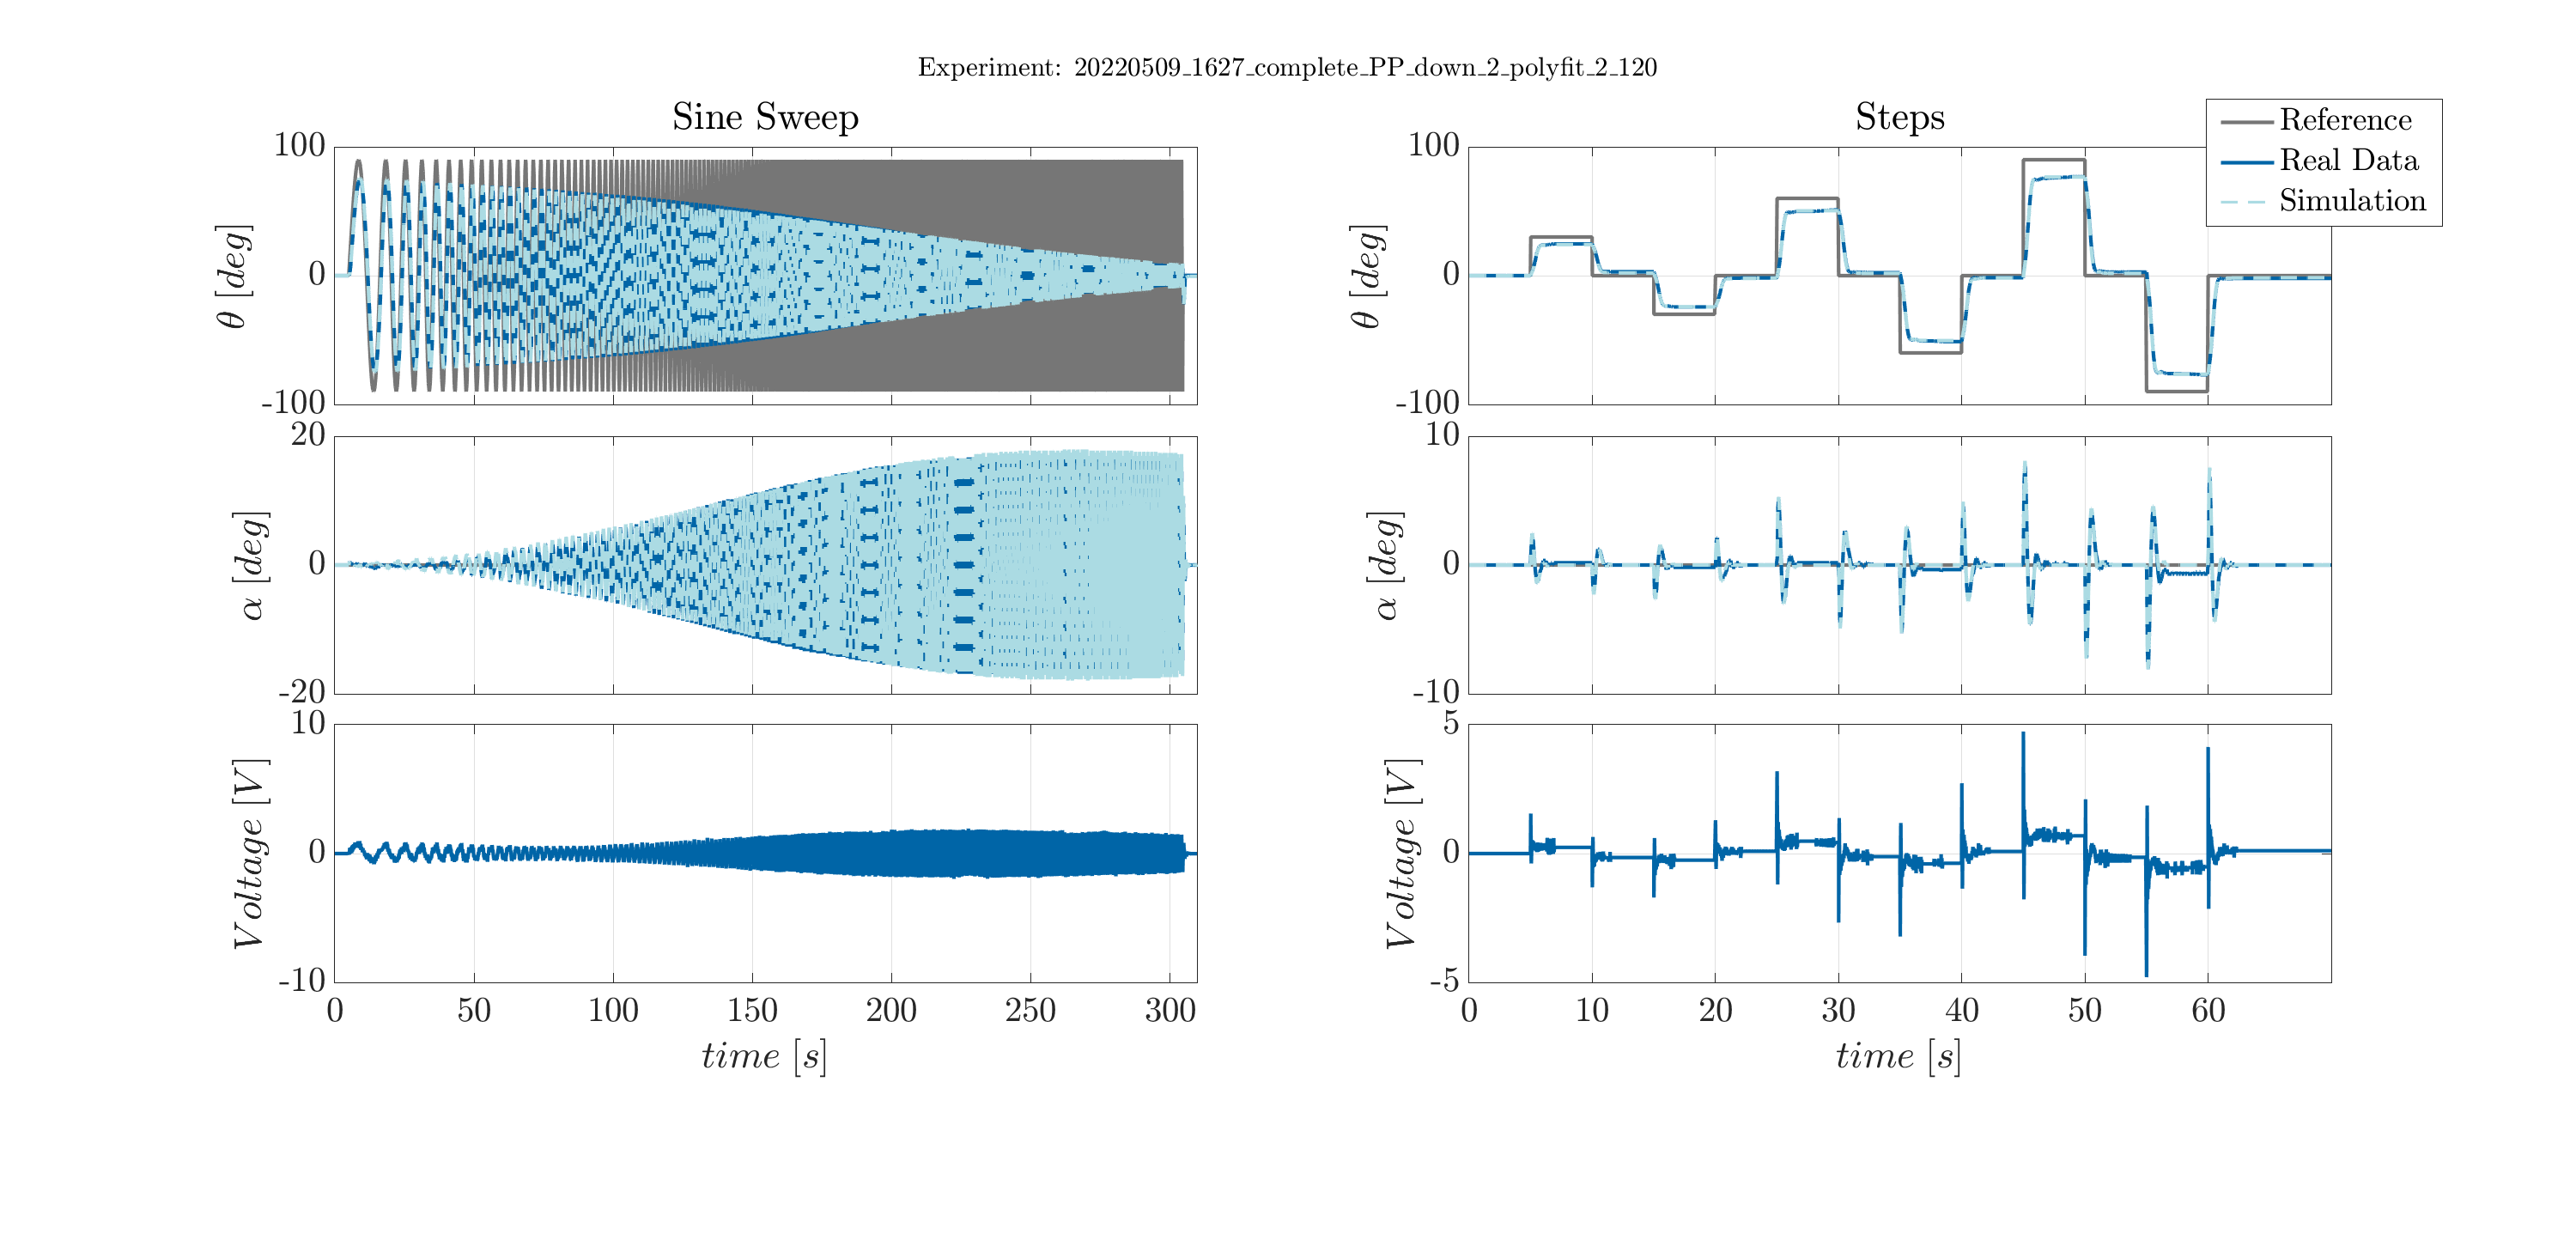 Experiment: 20220509_1627_complete_PP_down_2_polyfit_2_120
Sine Sweep
100
0
-100
θ [deg]
20
0
-20
α [deg]
10
0
-10
Voltage [V]
0 50 100 150 200 250 300
time [s]
Steps
Reference
Real Data
Simulation
100
0
-100
θ [deg]
10
0
-10
α [deg]
5
0
-5
Voltage [V]
0 10 20 30 40 50 60
time [s]